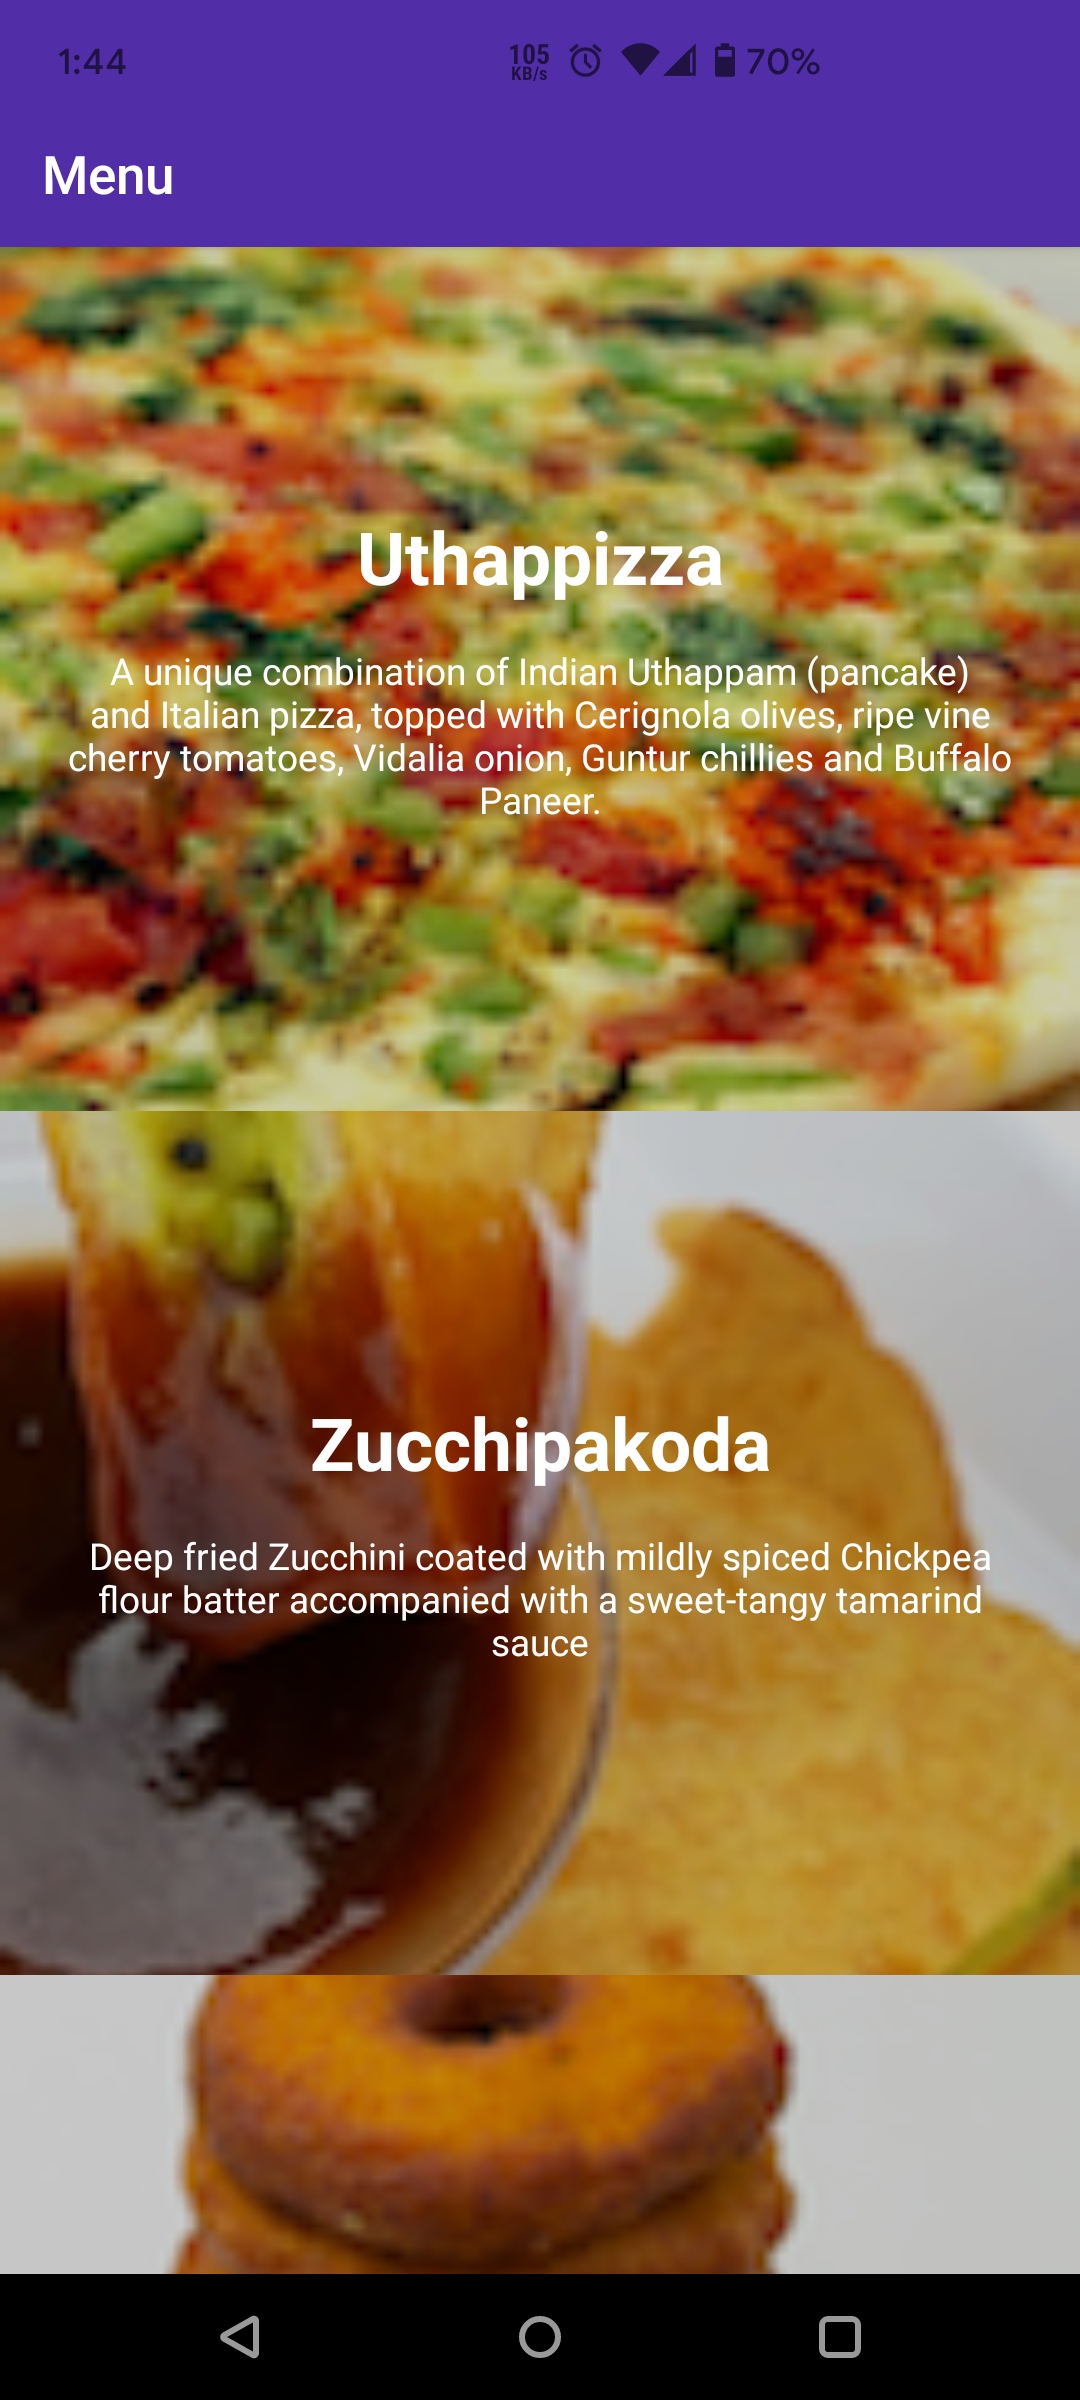 1:44
105
KB/s
70%
Menu
Uthappizza
A unique combination of Indian Uthappam (pancake)
and Italian pizza, topped with Cerignola olives, ripe vine
cherry tomatoes, Vidalia onion, Guntur chillies and Buffalo
Paneer.
Zucchipakoda
Deep fried Zucchini coated with mildly spiced Chickpea
flour batter accompanied with a sweet-tangy tamarind
sauce